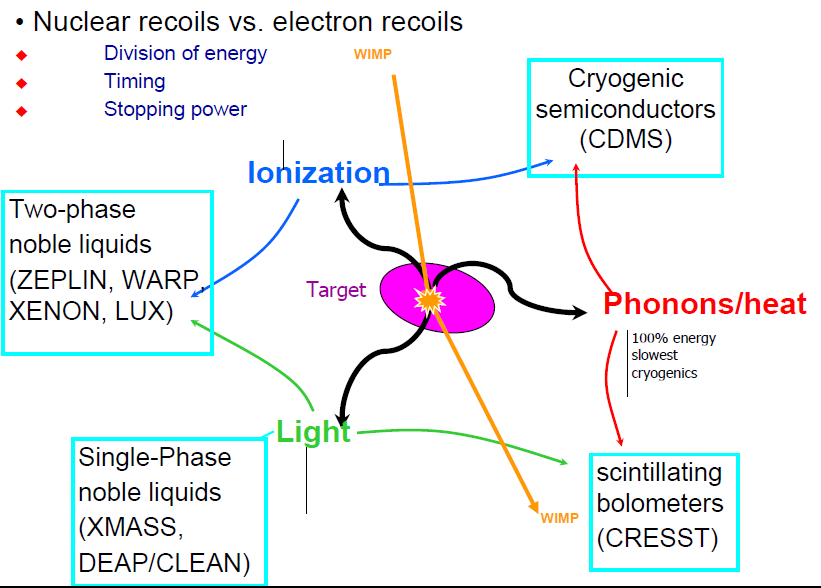 • Nuclear recoils vs. electron recoils
Division of energy
Timing
Stopping power
WIMP
Cryogenic
semiconductors
(CDMS)
Ionization
Two-phase
noble liquids
(ZEPLIN, WARP,
XENON, LUX)
Target
Phonons/heat
100% energy
slowest
cryogenics
Light
Single-Phase
noble liquids
(XMASS,
DEAP/CLEAN)
WIMP
scintillating
bolometers
(CRESST)